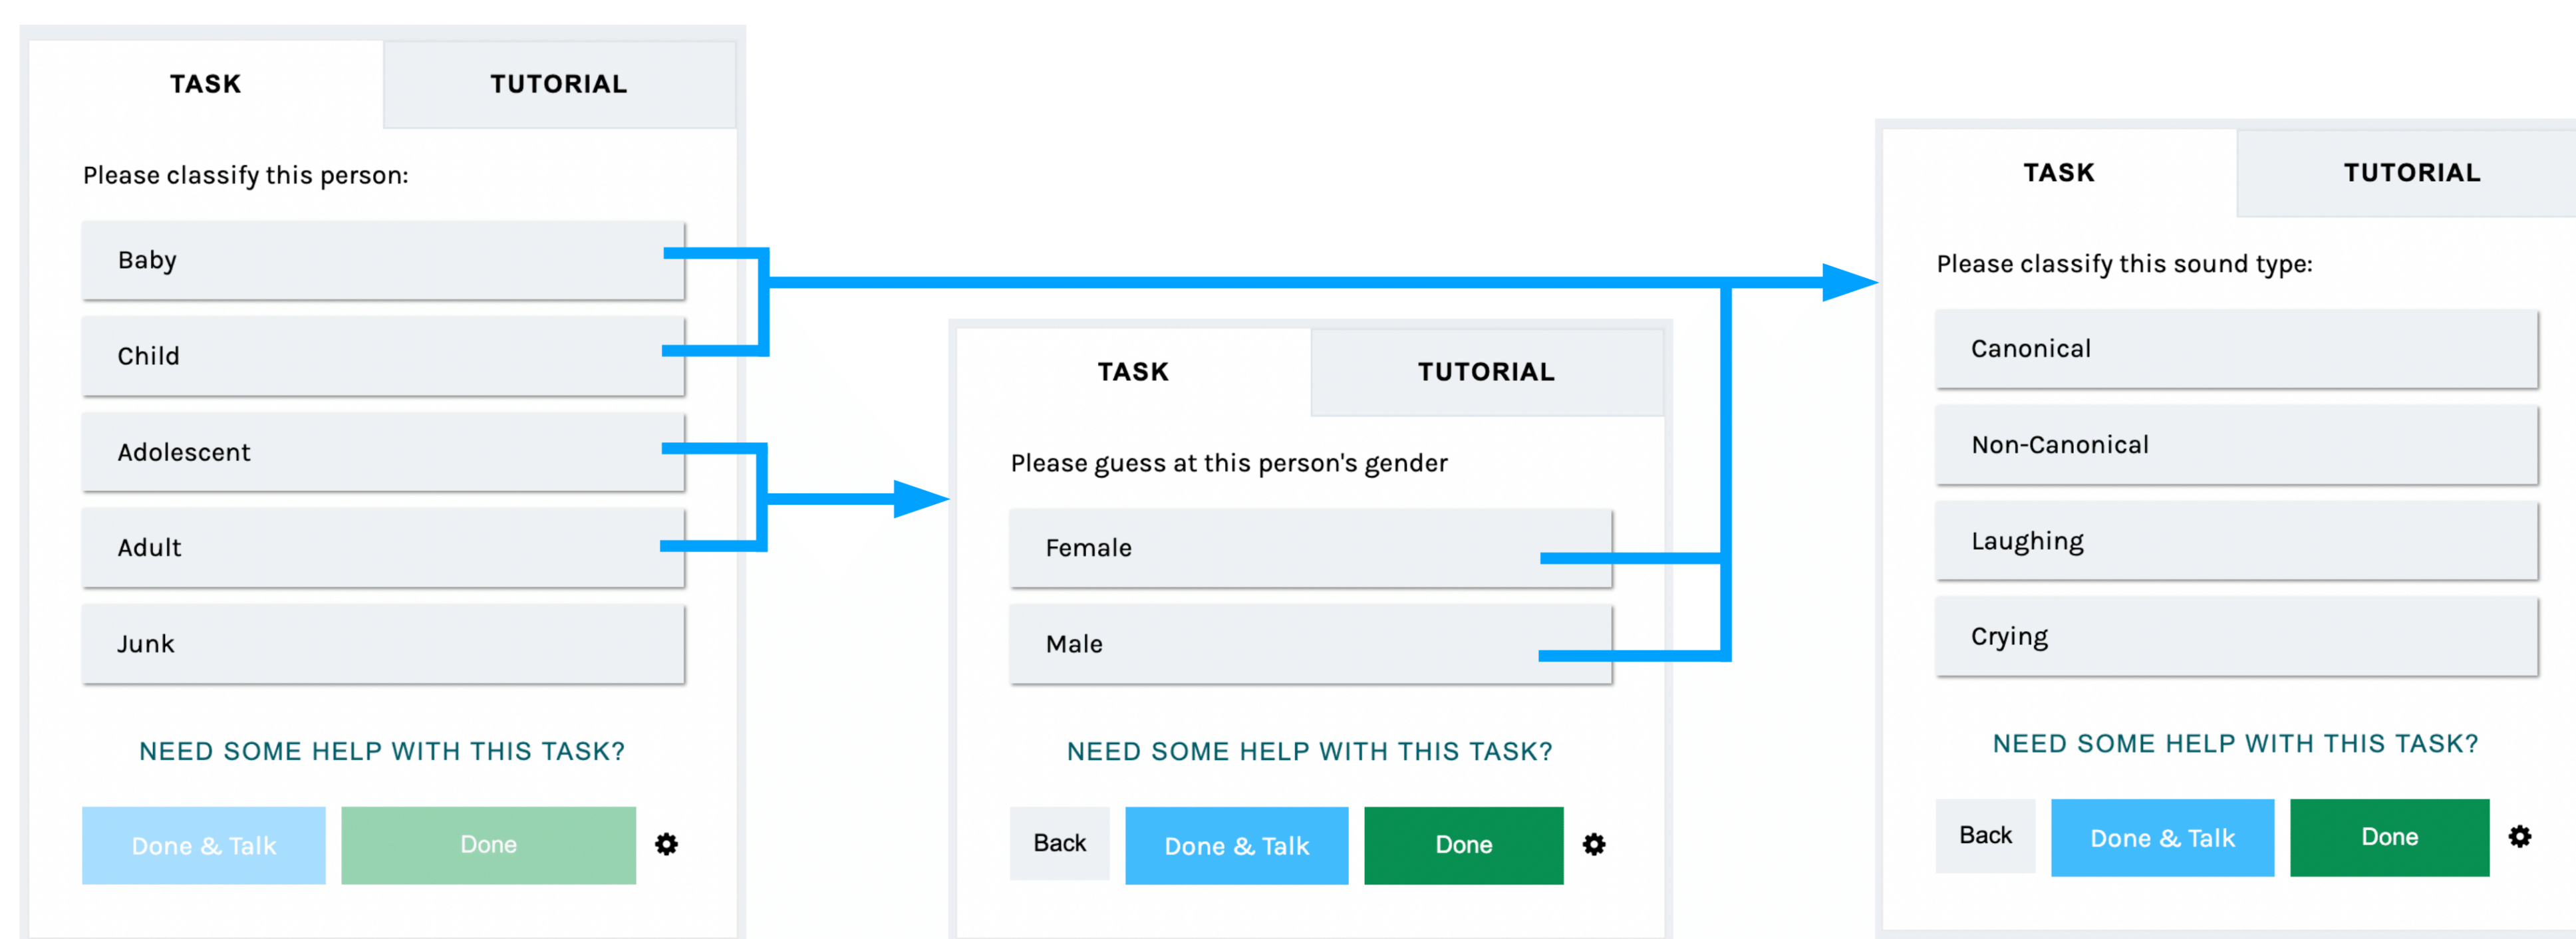 TASK
TUTORIAL
Please classify this person:
Baby
Child
Adolescent
Adult
Junk
NEED SOME HELP WITH THIS TASK?
Done & Talk
Done
TASK
TUTORIAL
Please guess at this person's gender
Female
Male
NEED SOME HELP WITH THIS TASK?
Back
Done & Talk
Done
TASK
TUTORIAL
Please classify this sound type:
Canonical
Non-Canonical
Laughing
Crying
NEED SOME HELP WITH THIS TASK?
Back
Done & Talk
Done